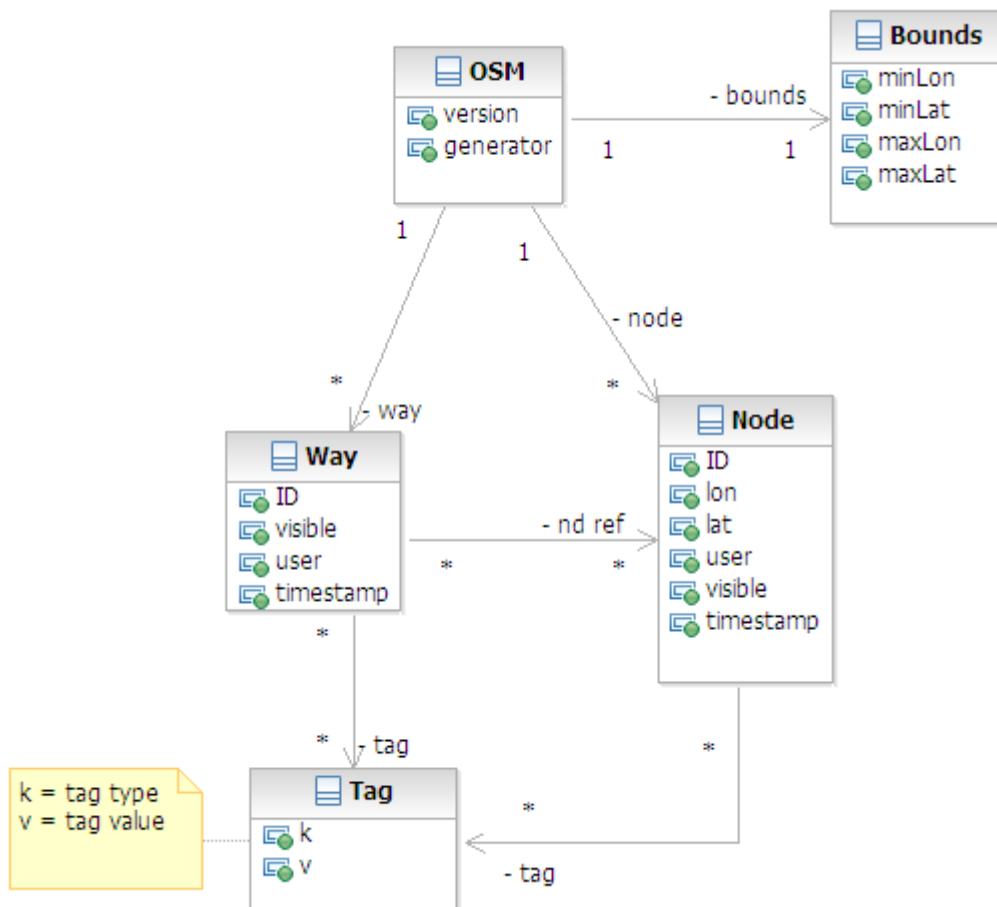 OSM
version
generator
- bounds
1
1
Bounds
minLon
minLat
maxLon
maxLat
1
1
- node
*
*
- way
Way
ID
visible
user
timestamp
- nd ref
*
*
Node
ID
lon
lat
user
visible
timestamp
*
*
- tag
*
*
- tag
k = tag type
v = tag value
Tag
k
v